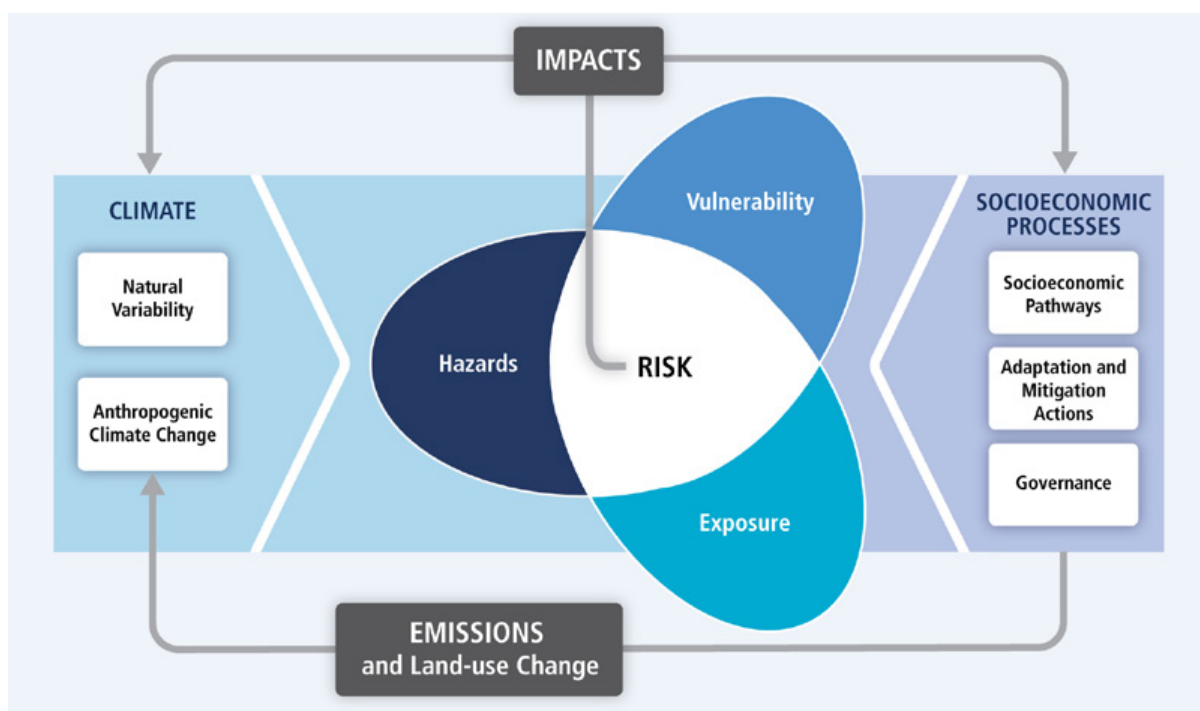 IMPACTS
CLIMATE
Natural
Variability
Anthropogenic
Climate Change
Vulnerability
Hazards
RISK
Exposure
SOCIOECONOMIC
PROCESSES
Socioeconomic
Pathways
Adaptation and
Mitigation
Actions
Governance
EMISSIONS
and Land-use Change